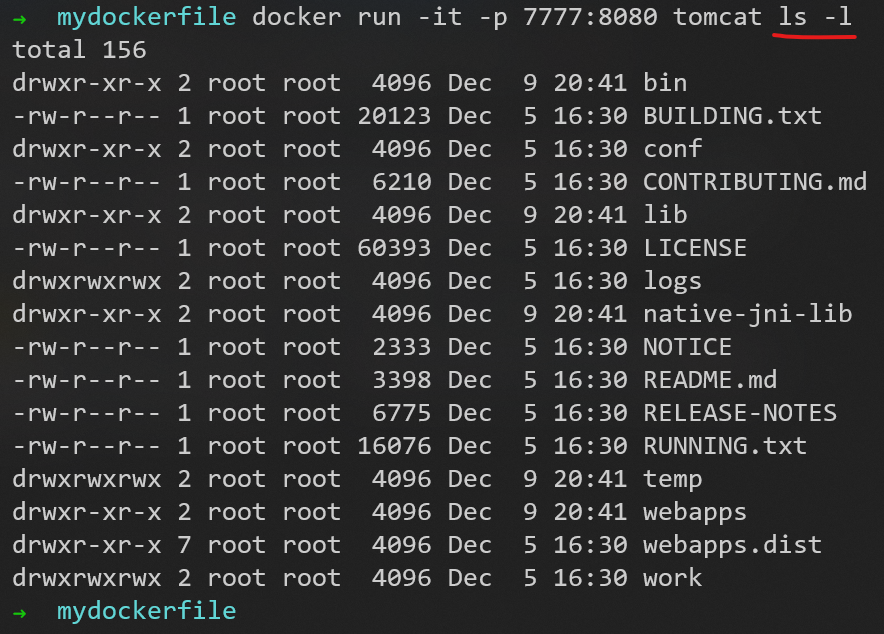 → mydockerfile docker run -it -p 7777:8080 tomcat ls -l
total 156
drwxr-xr-x 2 root root  4096 Dec  9 20:41 bin
-rw-r--r-- 1 root root 20123 Dec  5 16:30 BUILDING.txt
drwxr-xr-x 2 root root  4096 Dec  5 16:30 conf
-rw-r--r-- 1 root root  6210 Dec  5 16:30 CONTRIBUTING.md
drwxr-xr-x 2 root root  4096 Dec  9 20:41 lib
-rw-r--r-- 1 root root 60393 Dec  5 16:30 LICENSE
drwxrwxrwx 2 root root  4096 Dec  5 16:30 logs
drwxr-xr-x 2 root root  4096 Dec  9 20:41 native-jni-lib
-rw-r--r-- 1 root root  2333 Dec  5 16:30 NOTICE
-rw-r--r-- 1 root root  3398 Dec  5 16:30 README.md
-rw-r--r-- 1 root root  6775 Dec  5 16:30 RELEASE-NOTES
-rw-r--r-- 1 root root 16076 Dec  5 16:30 RUNNING.txt
drwxrwxrwx 2 root root  4096 Dec  9 20:41 temp
drwxr-xr-x 2 root root  4096 Dec  9 20:41 webapps
drwxr-xr-x 7 root root  4096 Dec  5 16:30 webapps.dist
drwxrwxrwx 2 root root  4096 Dec  5 16:30 work
→ mydockerfile